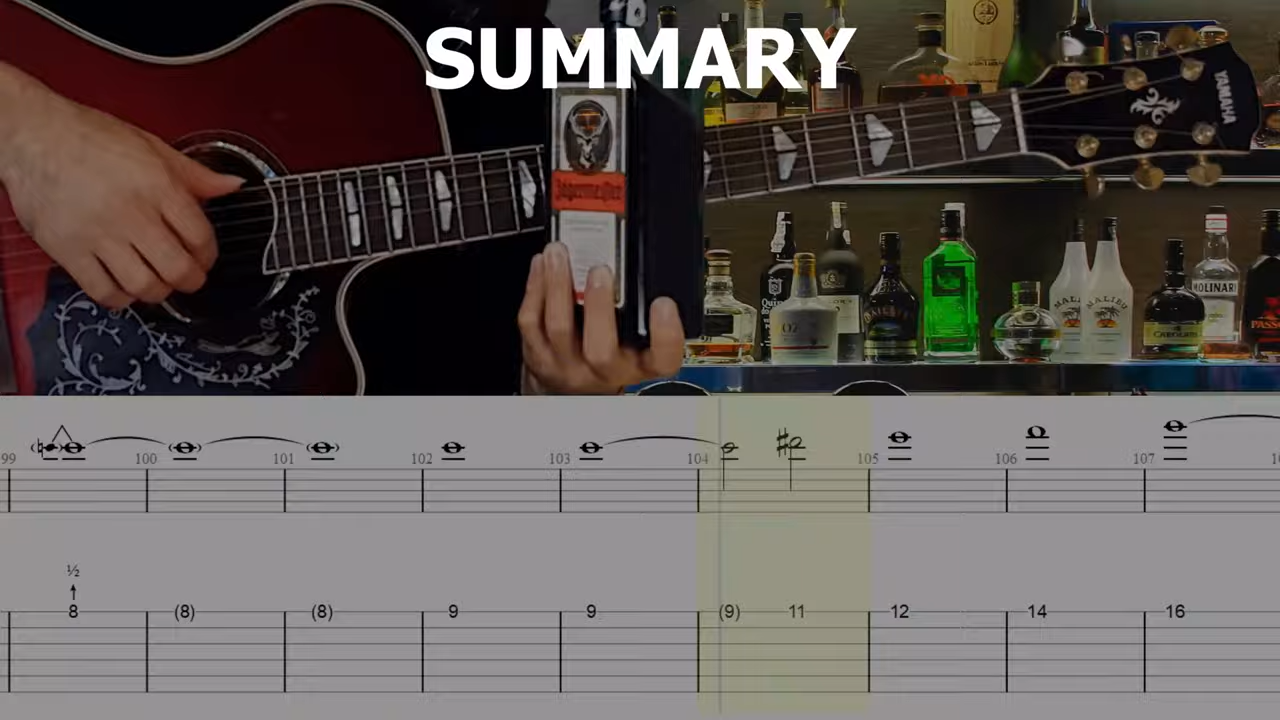 SUMMARY
YAMAHA
Jägermeister
MALIBU
MOLINARI
99 100 101 102 103 104 105 106 107
½
8 (8) (8) 9 9 (9) 11 12 14 16